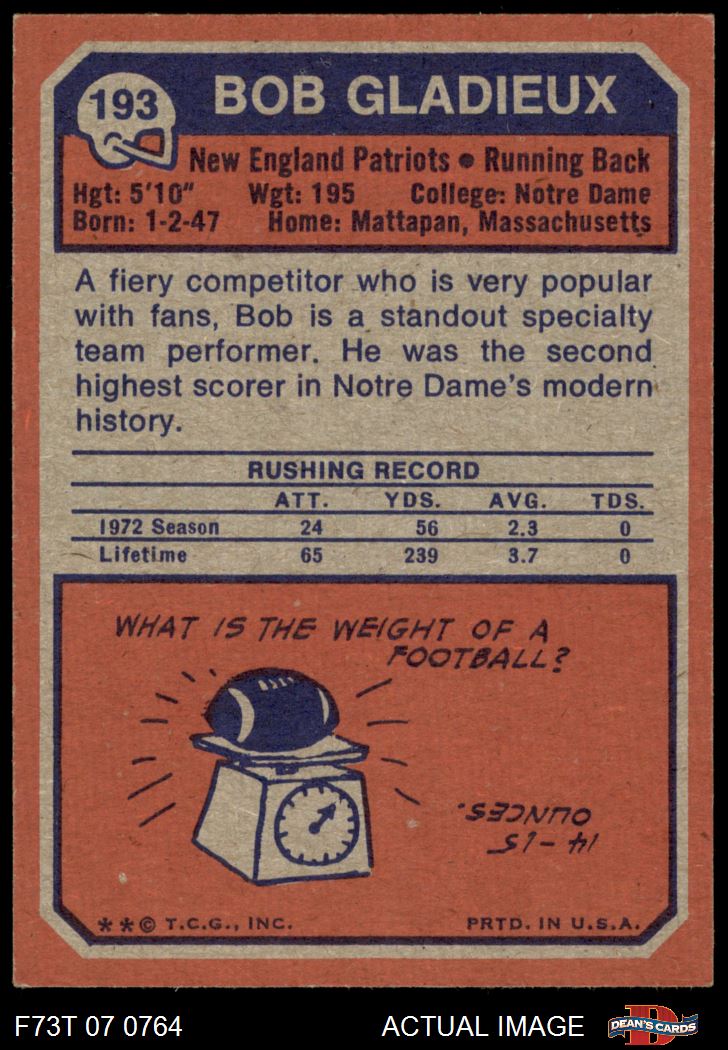 193
BOB GLADIEUX
New England Patriots • Running Back
Hgt: 5'10" Wgt: 195 College: Notre Dame
Born: 1-2-47 Home: Mattapan, Massachusetts
A fiery competitor who is very popular
with fans, Bob is a standout specialty
team performer. He was the second
highest scorer in Notre Dame's modern
history.
RUSHING RECORD
ATT. YDS. AVG. TDS.
1972 Season 24 56 2.3 0
Lifetime 65 239 3.7 0
WHAT IS THE WEIGHT OF A
FOOTBALL?
14-15
OUNCES.
**© T.C.G., INC. PRTD. IN U.S.A.
F73T 07 0764 ACTUAL IMAGE
D
DEAN'S CARDS